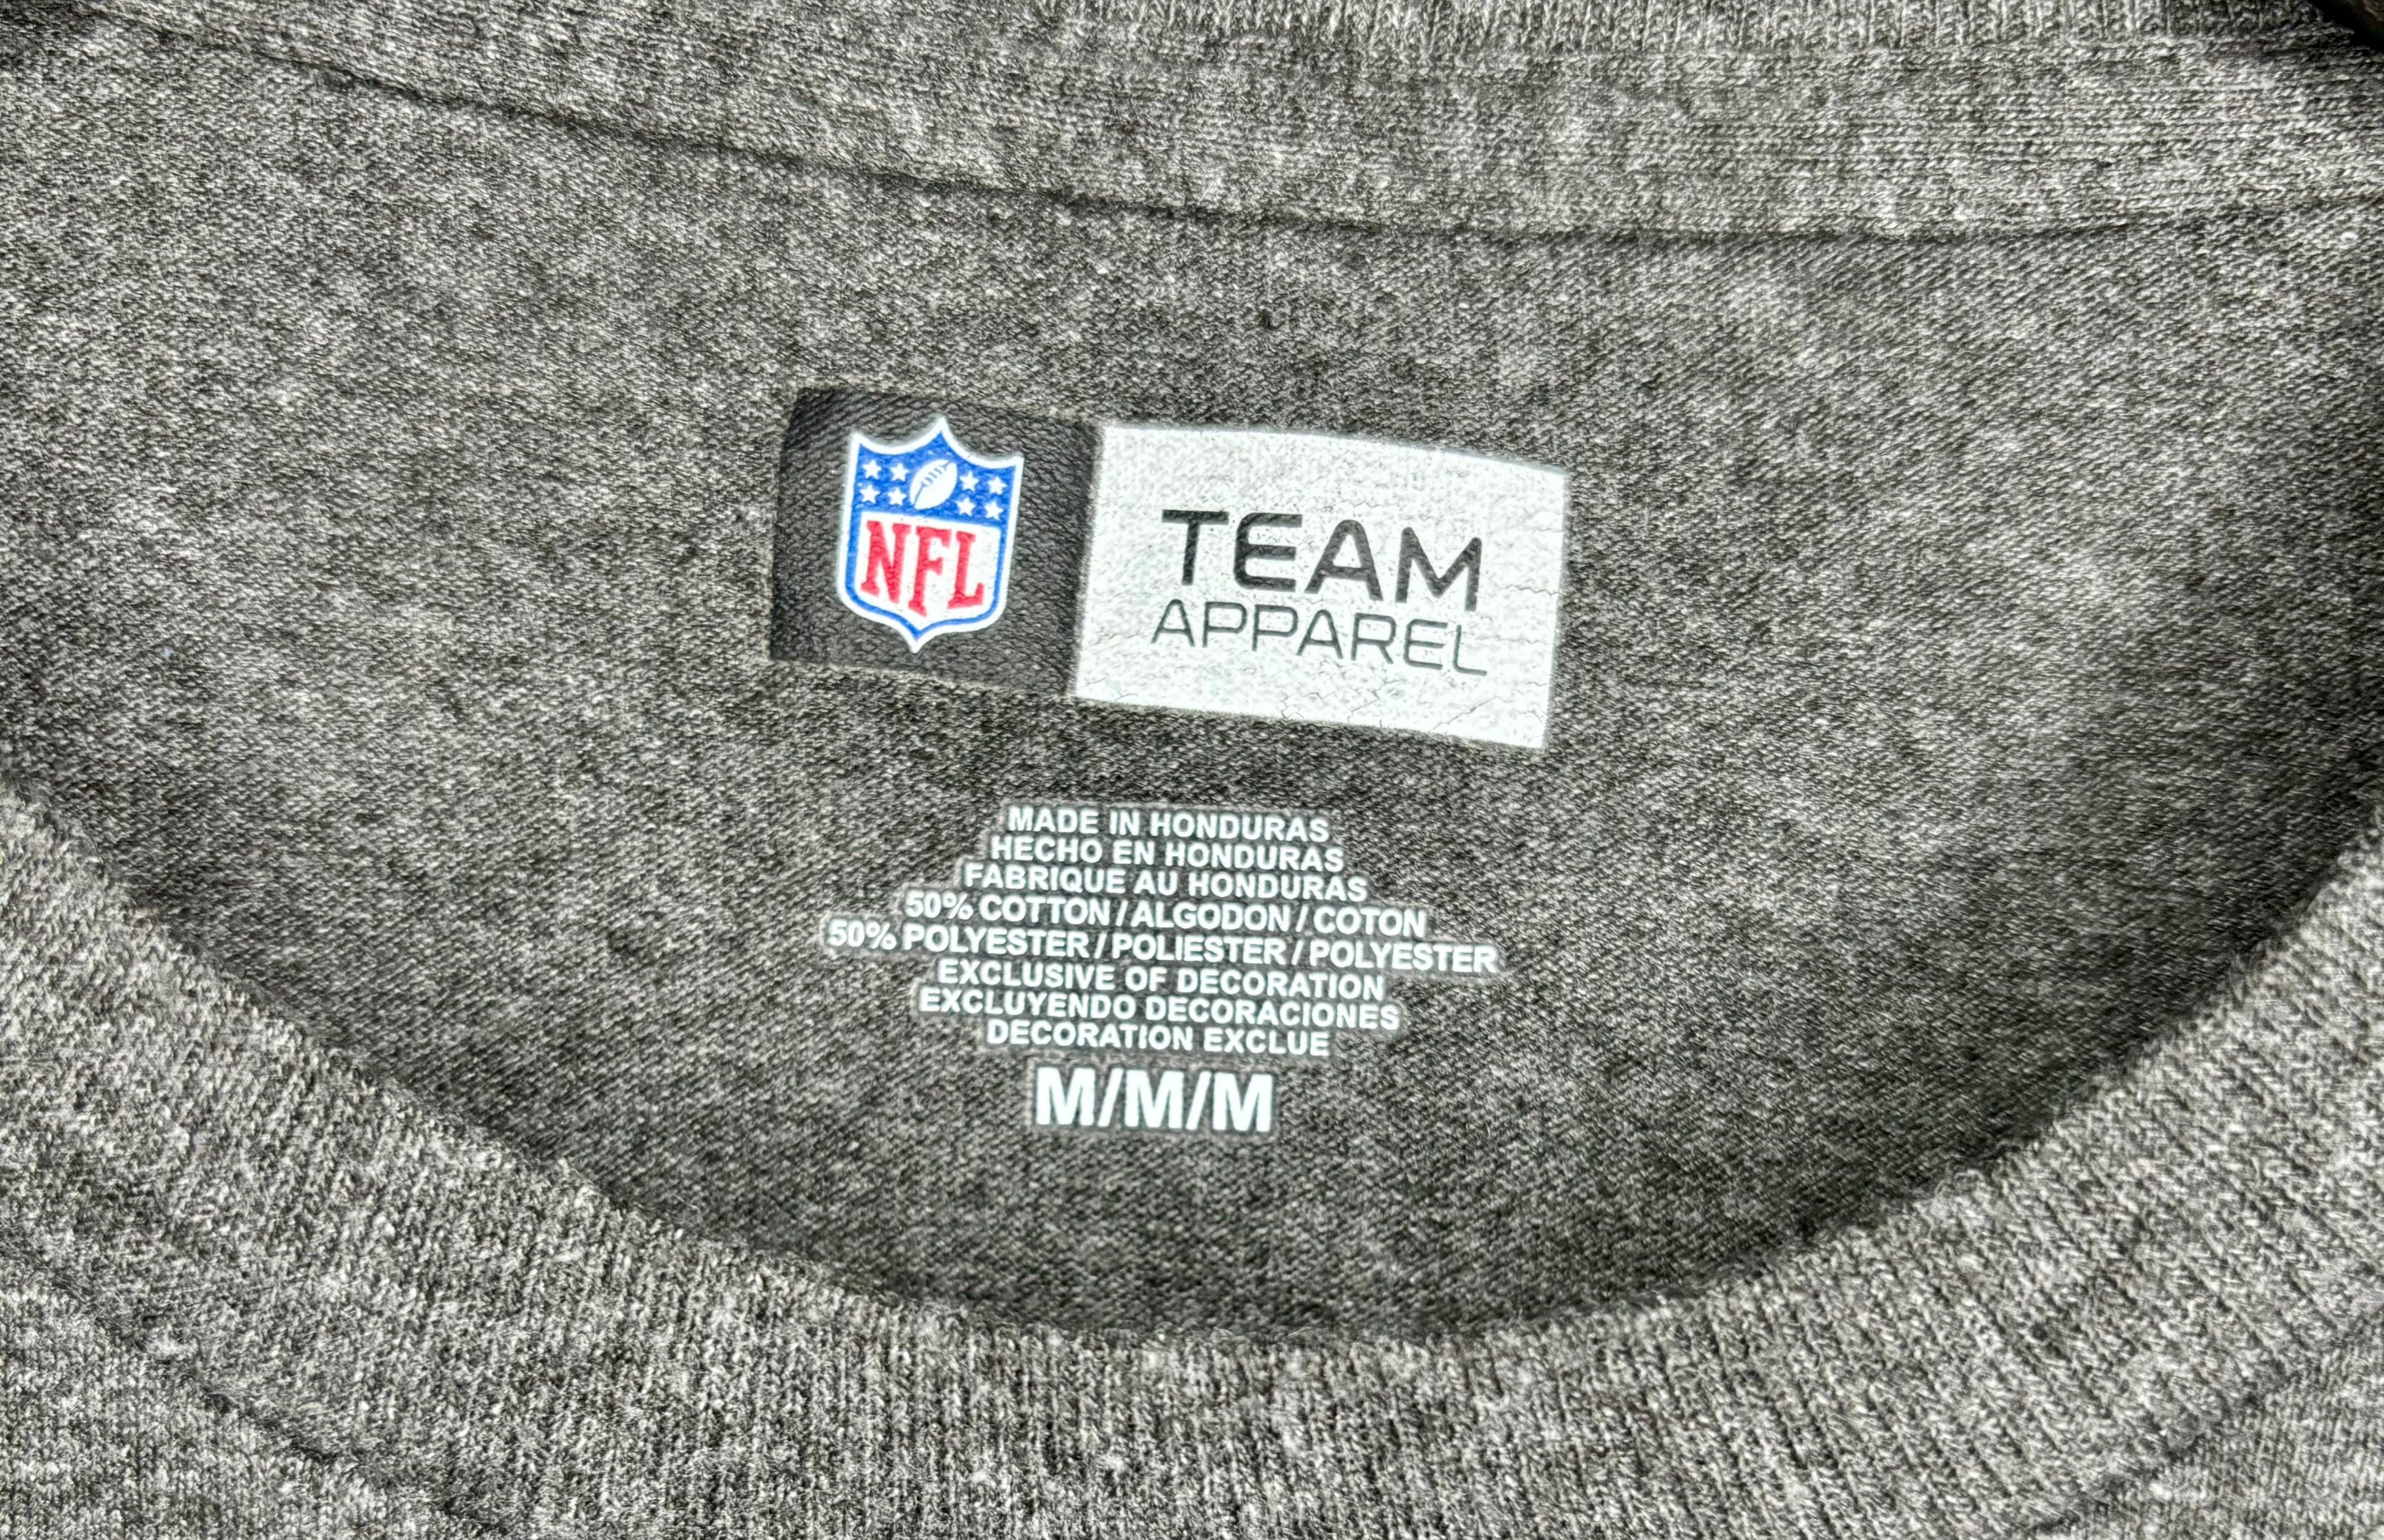 NFL
TEAM
APPAREL
MADE IN HONDURAS
HECHO EN HONDURAS
FABRIQUE AU HONDURAS
50% COTTON / ALGODON / COTON
50% POLYESTER / POLIESTER / POLYESTER
EXCLUSIVE OF DECORATION
EXCLUYENDO DECORACIONES
DECORATION EXCLUE
M/M/M